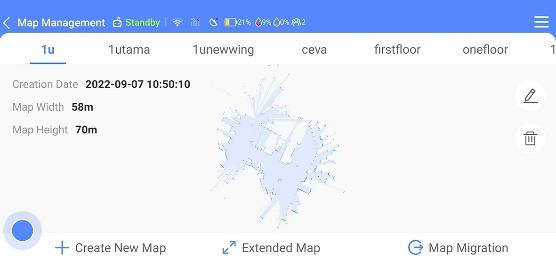 Map Management Standby 21% 9% 0% 2
1u 1utama 1unewwing ceva firstfloor onefloor 1
Creation Date 2022-09-07 10:50:10
Map Width 58m
Map Height 70m
Create New Map Extended Map Map Migration